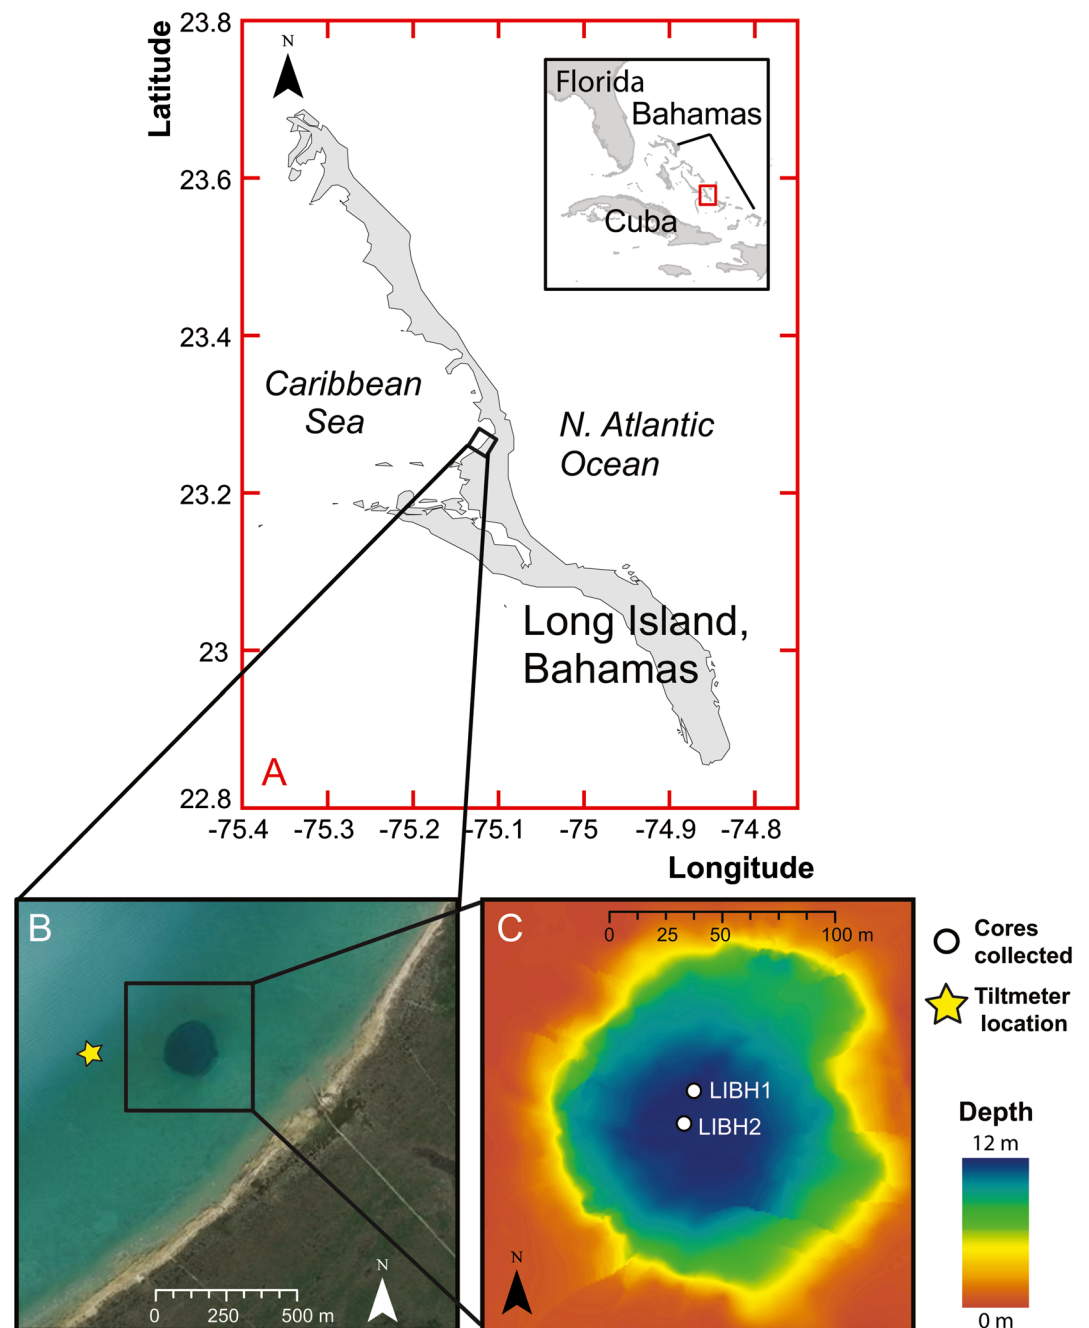 Latitude
23.8
23.6
23.4
23.2
23
22.8
N
Florida
Bahamas
Cuba
Caribbean
Sea
N. Atlantic
Ocean
Long Island,
Bahamas
A
-75.4
-75.3
-75.2
-75.1
-75
-74.9
-74.8
Longitude
B
0
250
500 m
N
C
0
25
50
100 m
LIBH1
LIBH2
N
Cores
collected
Tiltmeter
location
Depth
12 m
0 m